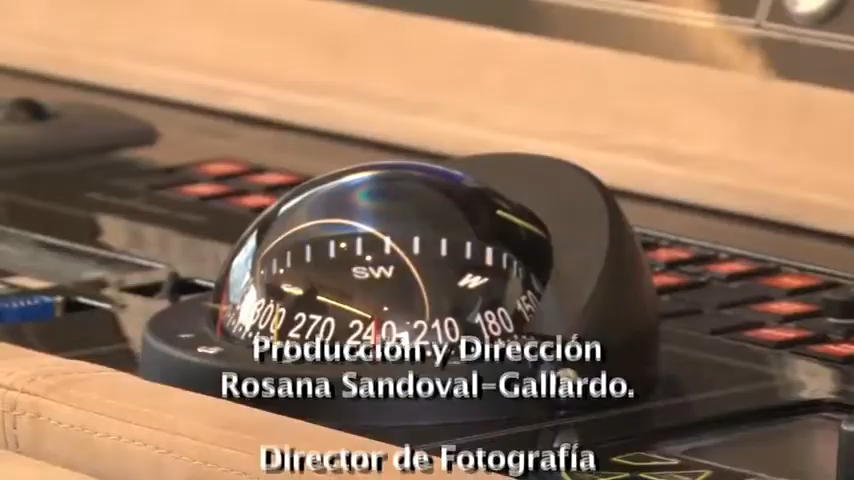 SW W
300 270 240 210 180 150
Producción y Dirección
Rosana Sandoval-Gallardo.
Director de Fotografía